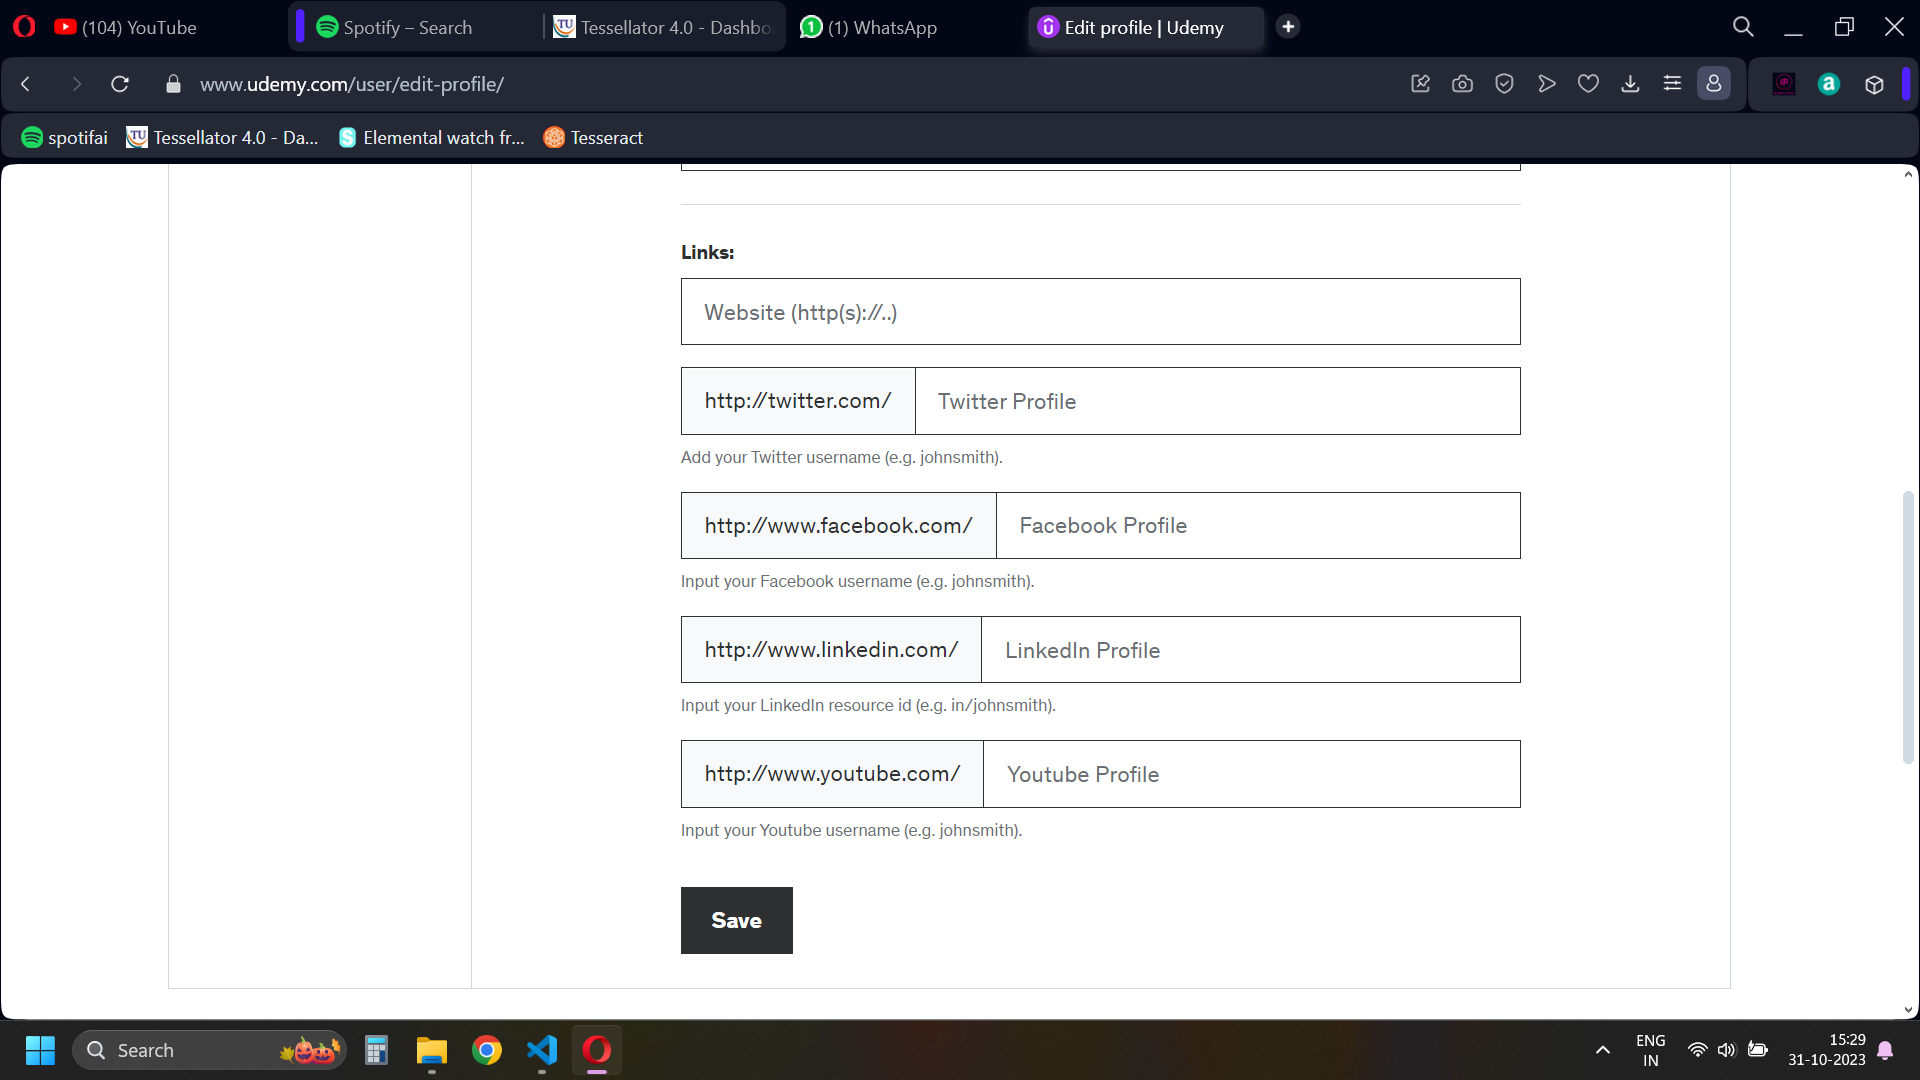 (104) YouTube
Spotify – Search
TU Tessellator 4.0 - Dashbo
1 (1) WhatsApp
Edit profile | Udemy
www.udemy.com/user/edit-profile/
a
spotifai
TU Tessellator 4.0 - Da...
S Elemental watch fr...
Tesseract
Links:
Website (http(s)://..)
http://twitter.com/ Twitter Profile
Add your Twitter username (e.g. johnsmith).
http://www.facebook.com/ Facebook Profile
Input your Facebook username (e.g. johnsmith).
http://www.linkedin.com/ LinkedIn Profile
Input your LinkedIn resource id (e.g. in/johnsmith).
http://www.youtube.com/ Youtube Profile
Input your Youtube username (e.g. johnsmith).
Save
Search
ENG
IN
15:29
31-10-2023